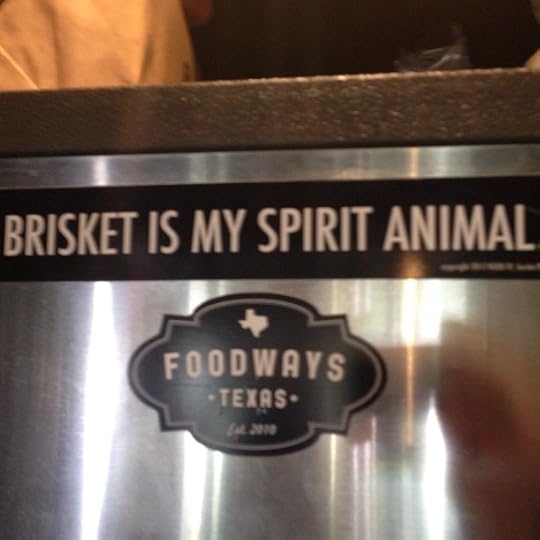 BRISKET IS MY SPIRIT ANIMAL
FOODWAYS
·TEXAS·
Est. 2010